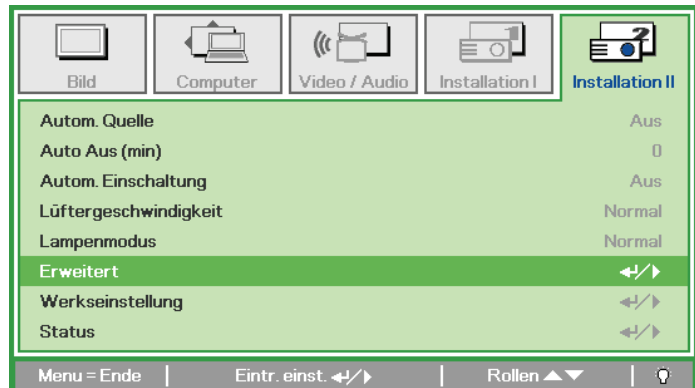 Bild Computer Video / Audio Installation I Installation II
Autom. Quelle Aus
Auto Aus (min) 0
Autom. Einschaltung Aus
Lüftergeschwindigkeit Normal
Lampenmodus Normal
Erweitert
Werkseinstellung
Status
Menu = Ende Eintr. einst. Rollen